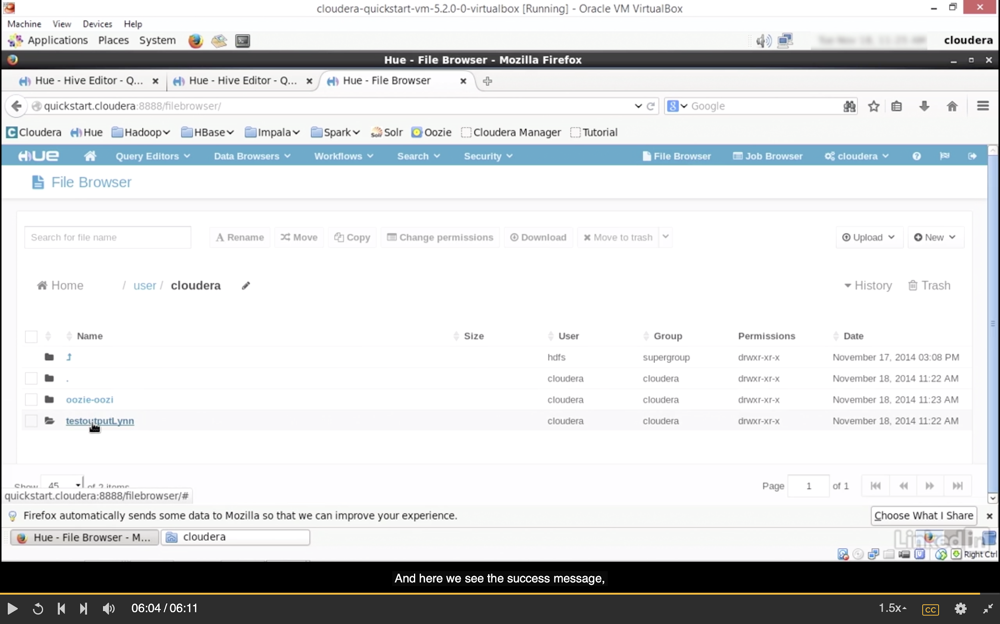 cloudera-quickstart-vm-5.2.0-0-virtualbox [Running] - Oracle VM VirtualBox
Machine View Devices Help
Applications Places System cloudera
Hue - File Browser - Mozilla Firefox
Hue - Hive Editor - Q... Hue - Hive Editor - Q... Hue - File Browser
quickstart.cloudera:8888/filebrowser/ Google
Cloudera Hue Hadoop HBase Impala Spark Solr Oozie Cloudera Manager Tutorial
HUE Query Editors Data Browsers Workflows Search Security File Browser Job Browser cloudera
File Browser
Search for file name Rename Move Copy Change permissions Download Move to trash Upload New
Home / user / cloudera History Trash
Name Size User Group Permissions Date
hdfs supergroup drwxr-xr-x November 17, 2014 03:08 PM
. cloudera cloudera drwxr-xr-x November 18, 2014 11:22 AM
oozie-oozi cloudera cloudera drwxr-xr-x November 18, 2014 11:23 AM
testoutputLynn cloudera cloudera drwxr-xr-x November 18, 2014 11:22 AM
Show 45 of 2 items Page 1 of 1
quickstart.cloudera:8888/filebrowser/#
Firefox automatically sends some data to Mozilla so that we can improve your experience. Choose What I Share
Hue - File Browser - M... cloudera
LinkedIn
Right Ctrl
And here we see the success message,
06:04 / 06:11 1.5x CC